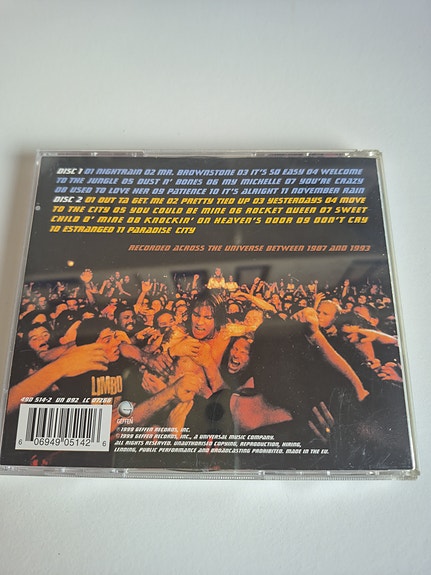 DISC 1 01 NIGHTRAIN 02 MR. BROWNSTONE 03 IT'S SO EASY 04 WELCOME
TO THE JUNGLE 05 DUST N' BONES 06 MY MICHELLE 07 YOU'RE CRAZY
08 USED TO LOVE HER 09 PATIENCE 10 IT'S ALRIGHT 11 NOVEMBER RAIN
DISC 2 01 OUT TA GET ME 02 PRETTY TIED UP 03 YESTERDAYS 04 MOVE
TO THE CITY 05 YOU COULD BE MINE 06 ROCKET QUEEN 07 SWEET
CHILD O' MINE 08 KNOCKIN' ON HEAVEN'S DOOR 09 DON'T CRY
10 ESTRANGED 11 PARADISE CITY
RECORDED ACROSS THE UNIVERSE BETWEEN 1987 AND 1993
LIMBO
490 514-2 UN 892 LC 07266
6 06949 05142 6
GEFFEN
℗ 1999 GEFFEN RECORDS, INC.
© 1999 GEFFEN RECORDS, INC., A UNIVERSAL MUSIC COMPANY.
ALL RIGHTS RESERVED. UNAUTHORISED COPYING, REPRODUCTION, HIRING,
LENDING, PUBLIC PERFORMANCE AND BROADCASTING PROHIBITED. MADE IN THE EU.